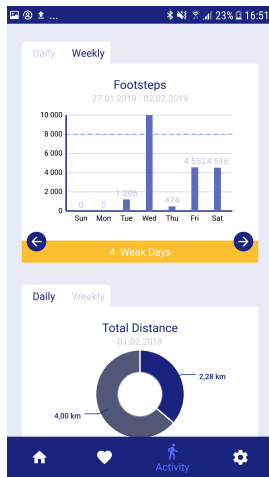 23% 16:51
Daily Weekly
Footsteps
27.01.2019 - 02.02.2019
10 000
8 000
6 000
4 000
2 000
0
0 0 1 206 474 4 552 4 516
Sun Mon Tue Wed Thu Fri Sat
4 Weak Days
Daily Weekly
Total Distance
01.02.2019
2,28 km
4,00 km
Activity